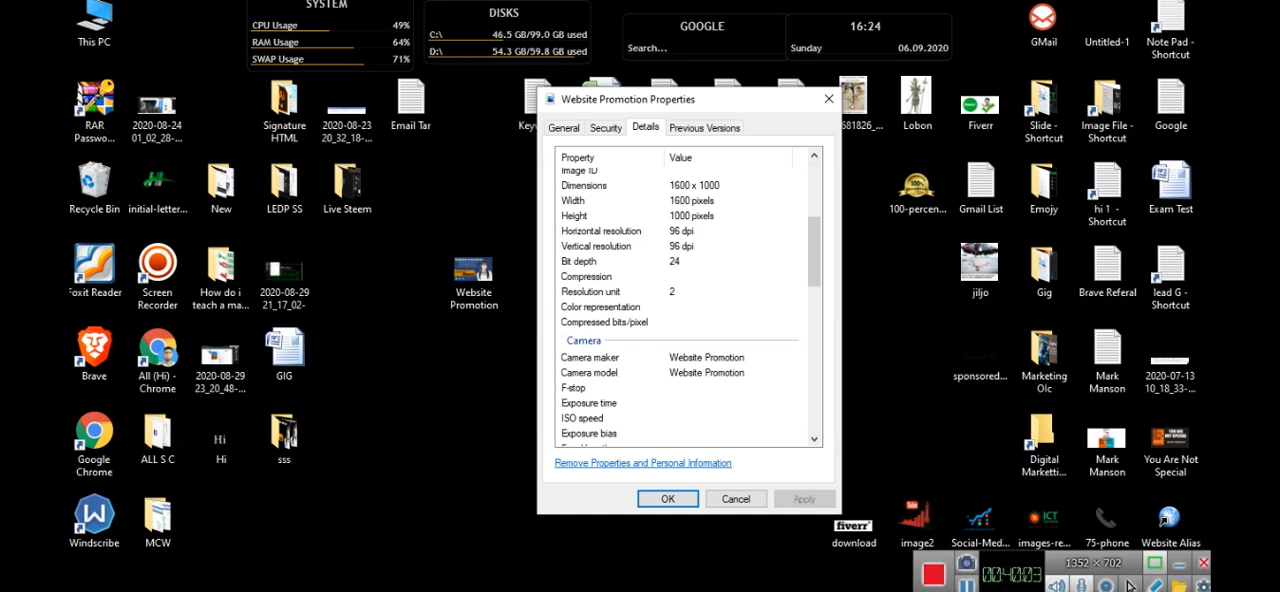 SYSTEM
CPU Usage 49%
RAM Usage 64%
SWAP Usage 71%
DISKS
C:\ 46.5 GB/99.0 GB used
D:\ 54.3 GB/59.8 GB used
GOOGLE
Search...
16:24
Sunday 06.09.2020
This PC
GMail
Untitled-1
Note Pad -
Shortcut
RAR
Passwo...
2020-08-24
01_02_28-...
Signature
HTML
2020-08-23
20_32_18-...
Email Tar
Lobon
Fiverr
Slide -
Shortcut
Image File -
Shortcut
Google
Recycle Bin
initial-letter...
New
LEDP SS
Live Steem
100-percen...
Gmail List
Emojy
hi 1 -
Shortcut
Exam Test
Foxit Reader
Screen
Recorder
How do i
teach a ma...
2020-08-29
21_17_02-
Website
Promotion
jiljo
Gig
Brave Referal
lead G -
Shortcut
Brave
All (Hi) -
Chrome
2020-08-29
23_20_48-...
GIG
sponsored...
Marketing
Olc
Mark
Manson
2020-07-13
10_18_33-...
Google
Chrome
ALL S C
Hi
Hi
sss
Digital
Marketti...
Mark
Manson
You Are Not
Special
Windscribe
MCW
fiverr
download
image2
Social-Med...
ICT
images-re...
75-phone
Website Alias
Website Promotion Properties
General Security Details Previous Versions
Property Value
Image ID
Dimensions 1600 x 1000
Width 1600 pixels
Height 1000 pixels
Horizontal resolution 96 dpi
Vertical resolution 96 dpi
Bit depth 24
Compression
Resolution unit 2
Color representation
Compressed bits/pixel
Camera
Camera maker Website Promotion
Camera model Website Promotion
F-stop
Exposure time
ISO speed
Exposure bias
Remove Properties and Personal Information
OK Cancel Apply
00:40:03
1352 × 702